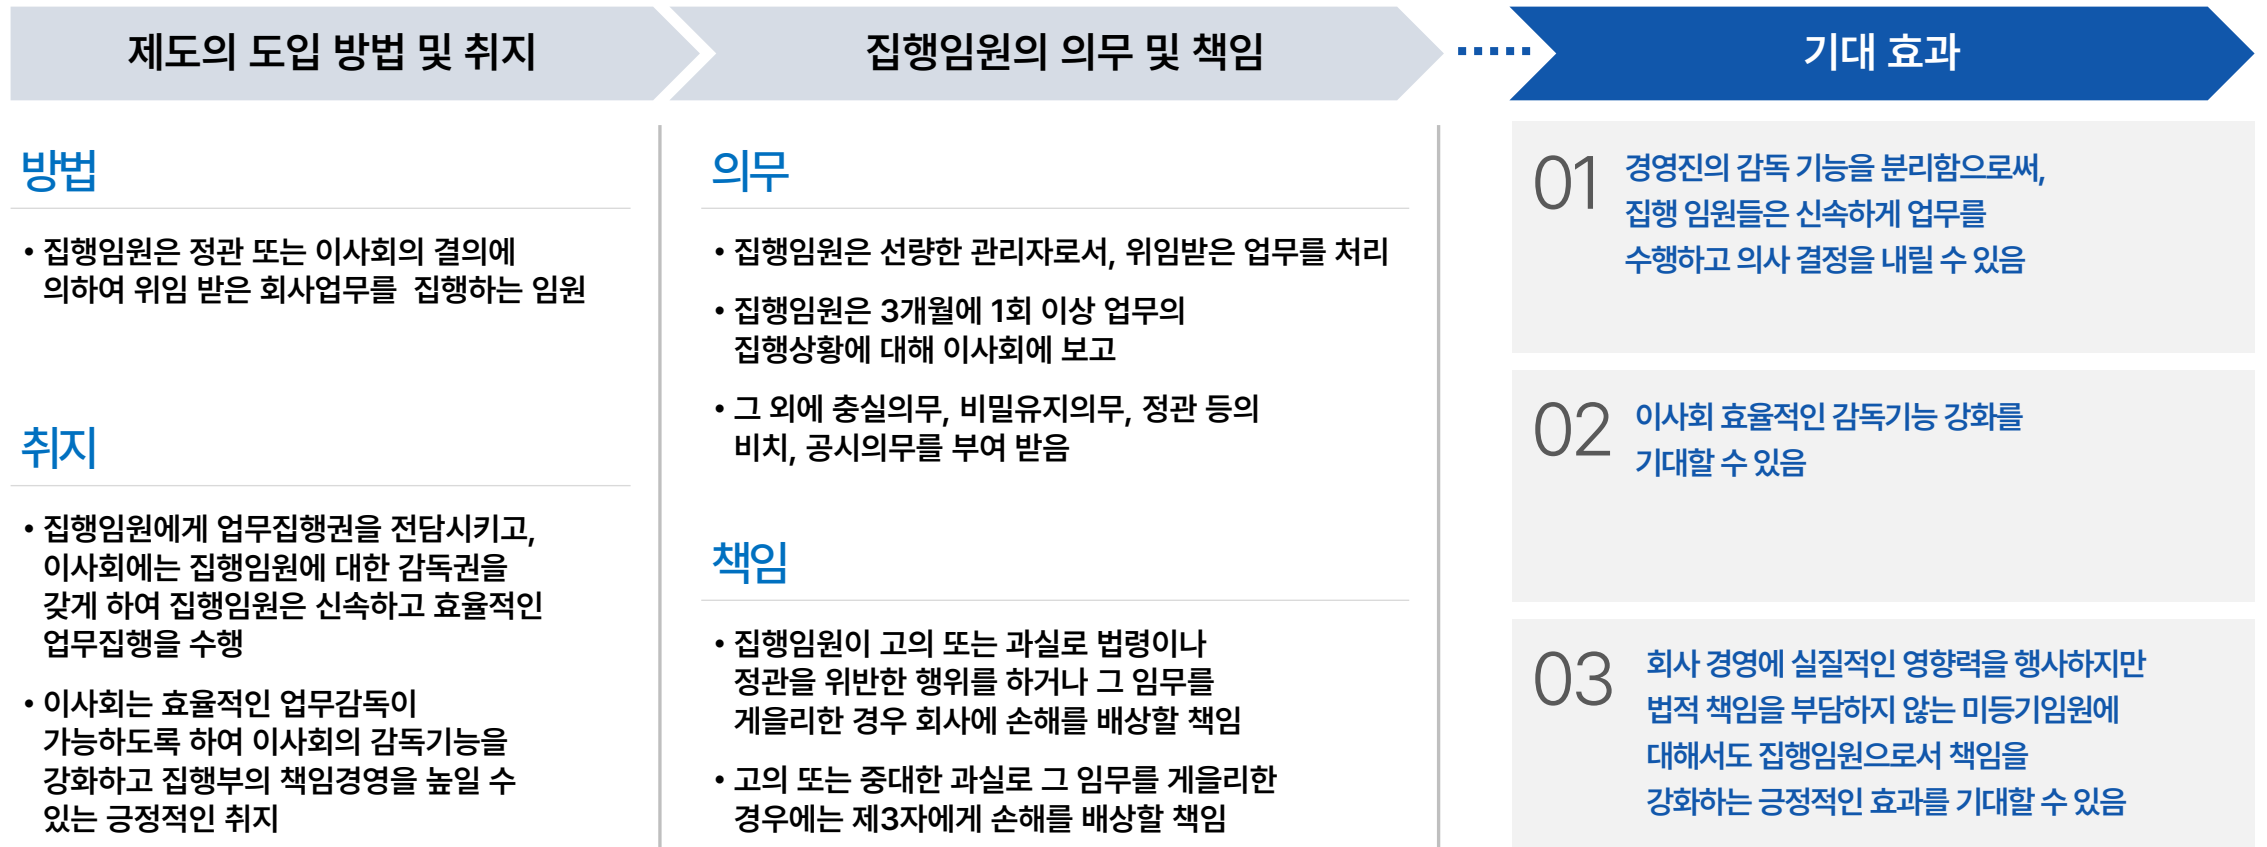 제도의 도입 방법 및 취지
방법
• 집행임원은 정관 또는 이사회의 결의에
의하여 위임 받은 회사업무를 집행하는 임원
취지
• 집행임원에게 업무집행권을 전담시키고,
이사회에는 집행임원에 대한 감독권을
갖게 하여 집행임원은 신속하고 효율적인
업무집행을 수행
• 이사회는 효율적인 업무감독이
가능하도록 하여 이사회의 감독기능을
강화하고 집행부의 책임경영을 높일 수
있는 긍정적인 취지
집행임원의 의무 및 책임
의무
• 집행임원은 선량한 관리자로서, 위임받은 업무를 처리
• 집행임원은 3개월에 1회 이상 업무의
집행상황에 대해 이사회에 보고
• 그 외에 충실의무, 비밀유지의무, 정관 등의
비치, 공시의무를 부여 받음
책임
• 집행임원이 고의 또는 과실로 법령이나
정관을 위반한 행위를 하거나 그 임무를
게을리한 경우 회사에 손해를 배상할 책임
• 고의 또는 중대한 과실로 그 임무를 게을리한
경우에는 제3자에게 손해를 배상할 책임
기대 효과
01 경영진의 감독 기능을 분리함으로써,
집행 임원들은 신속하게 업무를
수행하고 의사 결정을 내릴 수 있음
02 이사회 효율적인 감독기능 강화를
기대할 수 있음
03 회사 경영에 실질적인 영향력을 행사하지만
법적 책임을 부담하지 않는 미등기임원에
대해서도 집행임원으로서 책임을
강화하는 긍정적인 효과를 기대할 수 있음